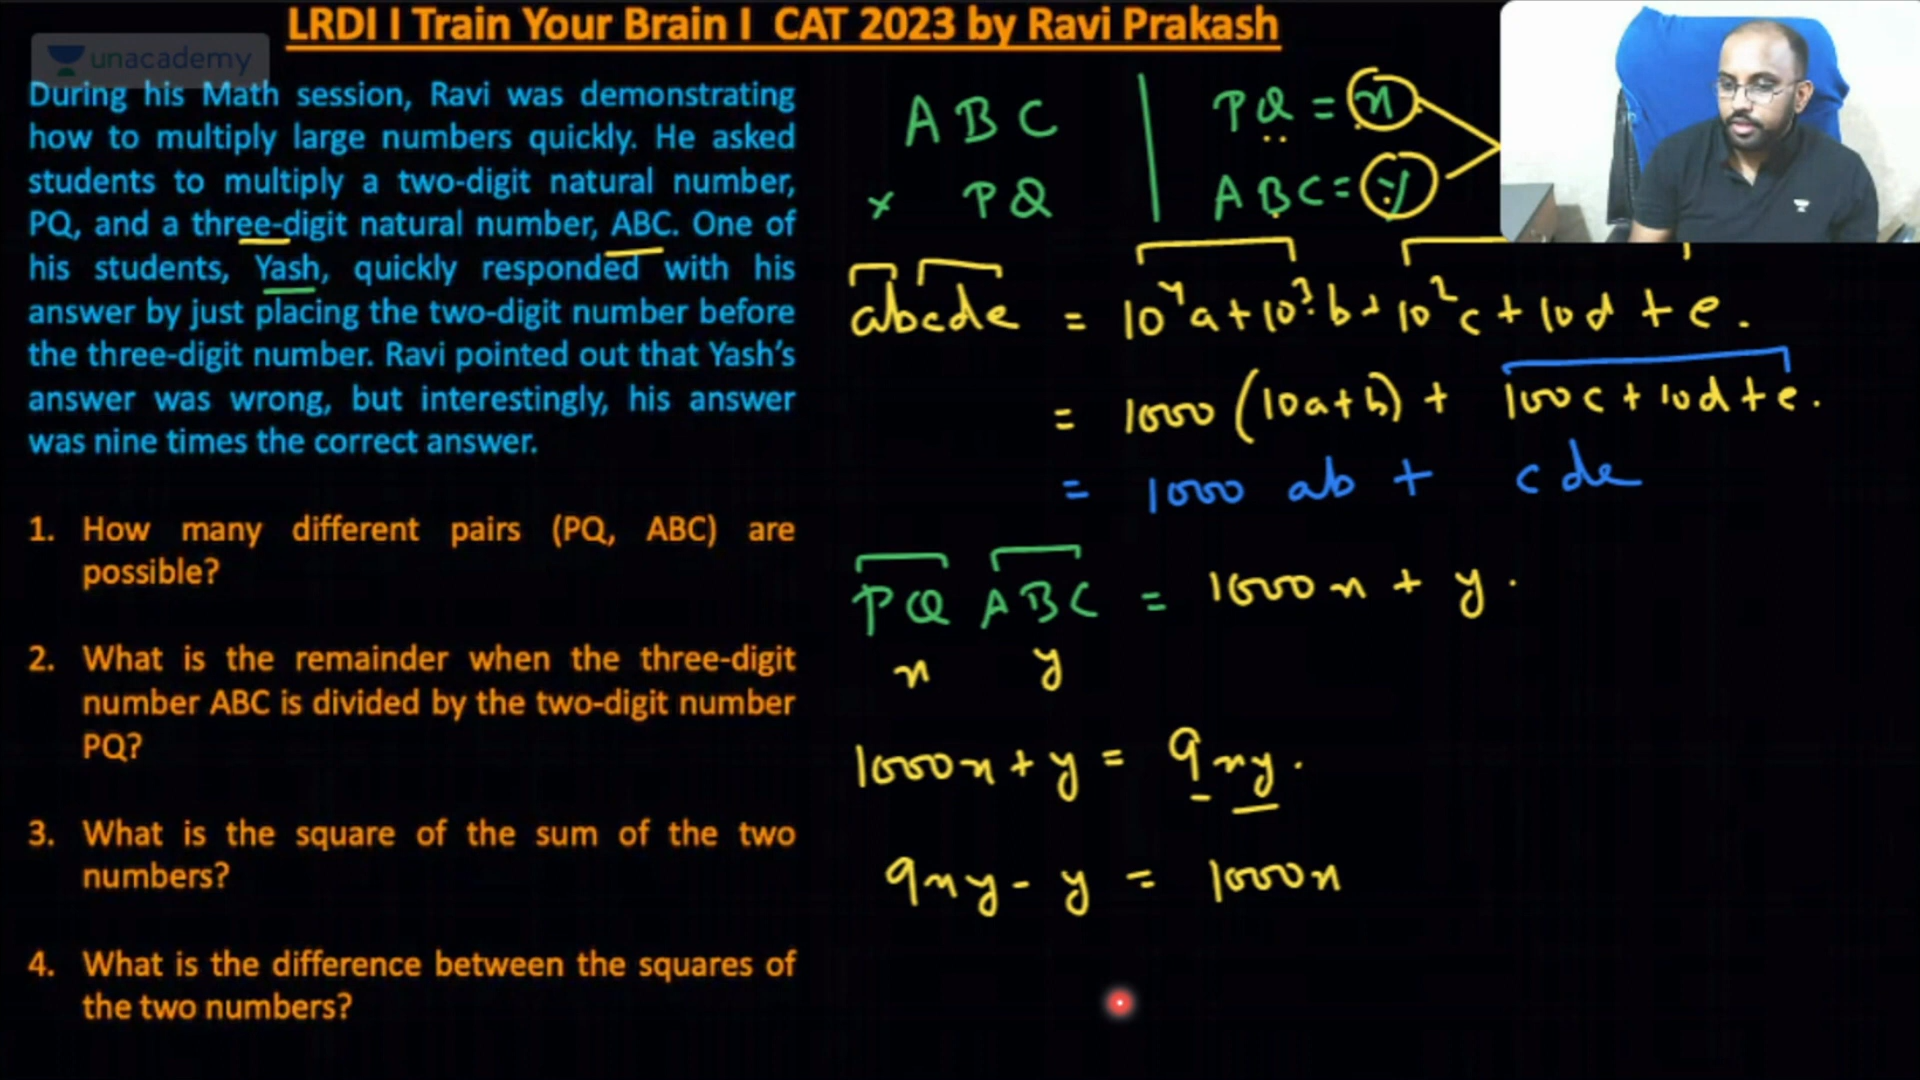 LRDI I Train Your Brain I CAT 2023 by Ravi Prakash
unacademy
During his Math session, Ravi was demonstrating
how to multiply large numbers quickly. He asked
students to multiply a two-digit natural number,
PQ, and a three-digit natural number, ABC. One of
his students, Yash, quickly responded with his
answer by just placing the two-digit number before
the three-digit number. Ravi pointed out that Yash's
answer was wrong, but interestingly, his answer
was nine times the correct answer.
1. How many different pairs (PQ, ABC) are
possible?
2. What is the remainder when the three-digit
number ABC is divided by the two-digit number
PQ?
3. What is the square of the sum of the two
numbers?
4. What is the difference between the squares of
the two numbers?
A B C
× PQ
PQ = x
ABC = y
abcde = 10⁴a + 10³b + 10²c + 10d + e.
= 1000 (10a+b) + 100c + 10d + e.
= 1000 ab + cde
PQ ABC = 1000x + y.
x y
1000x + y = 9xy.
9xy - y = 1000x